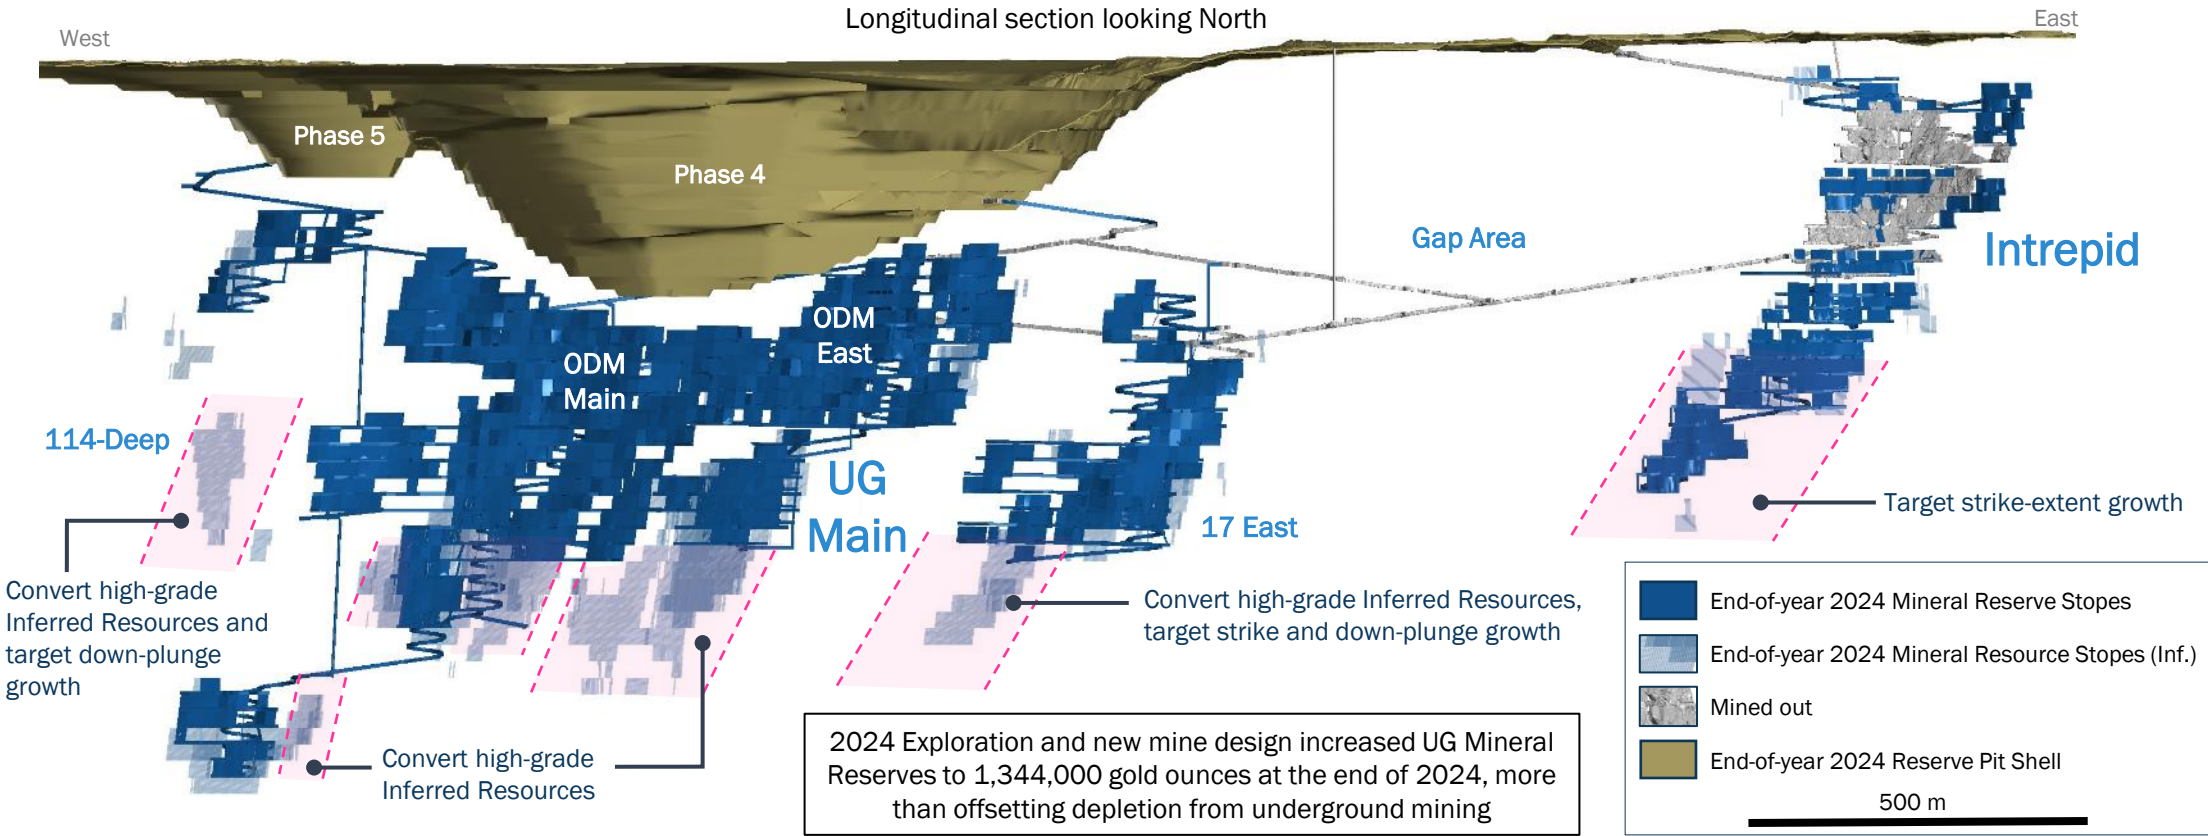 Longitudinal section looking North
West
East
Phase 5
Phase 4
Gap Area
Intrepid
ODM
East
ODM
Main
114-Deep
UG
Main
17 East
Target strike-extent growth
Convert high-grade
Inferred Resources and
target down-plunge
growth
Convert high-grade Inferred Resources,
target strike and down-plunge growth
Convert high-grade
Inferred Resources
2024 Exploration and new mine design increased UG Mineral
Reserves to 1,344,000 gold ounces at the end of 2024, more
than offsetting depletion from underground mining
End-of-year 2024 Mineral Reserve Stopes
End-of-year 2024 Mineral Resource Stopes (Inf.)
Mined out
End-of-year 2024 Reserve Pit Shell
500 m